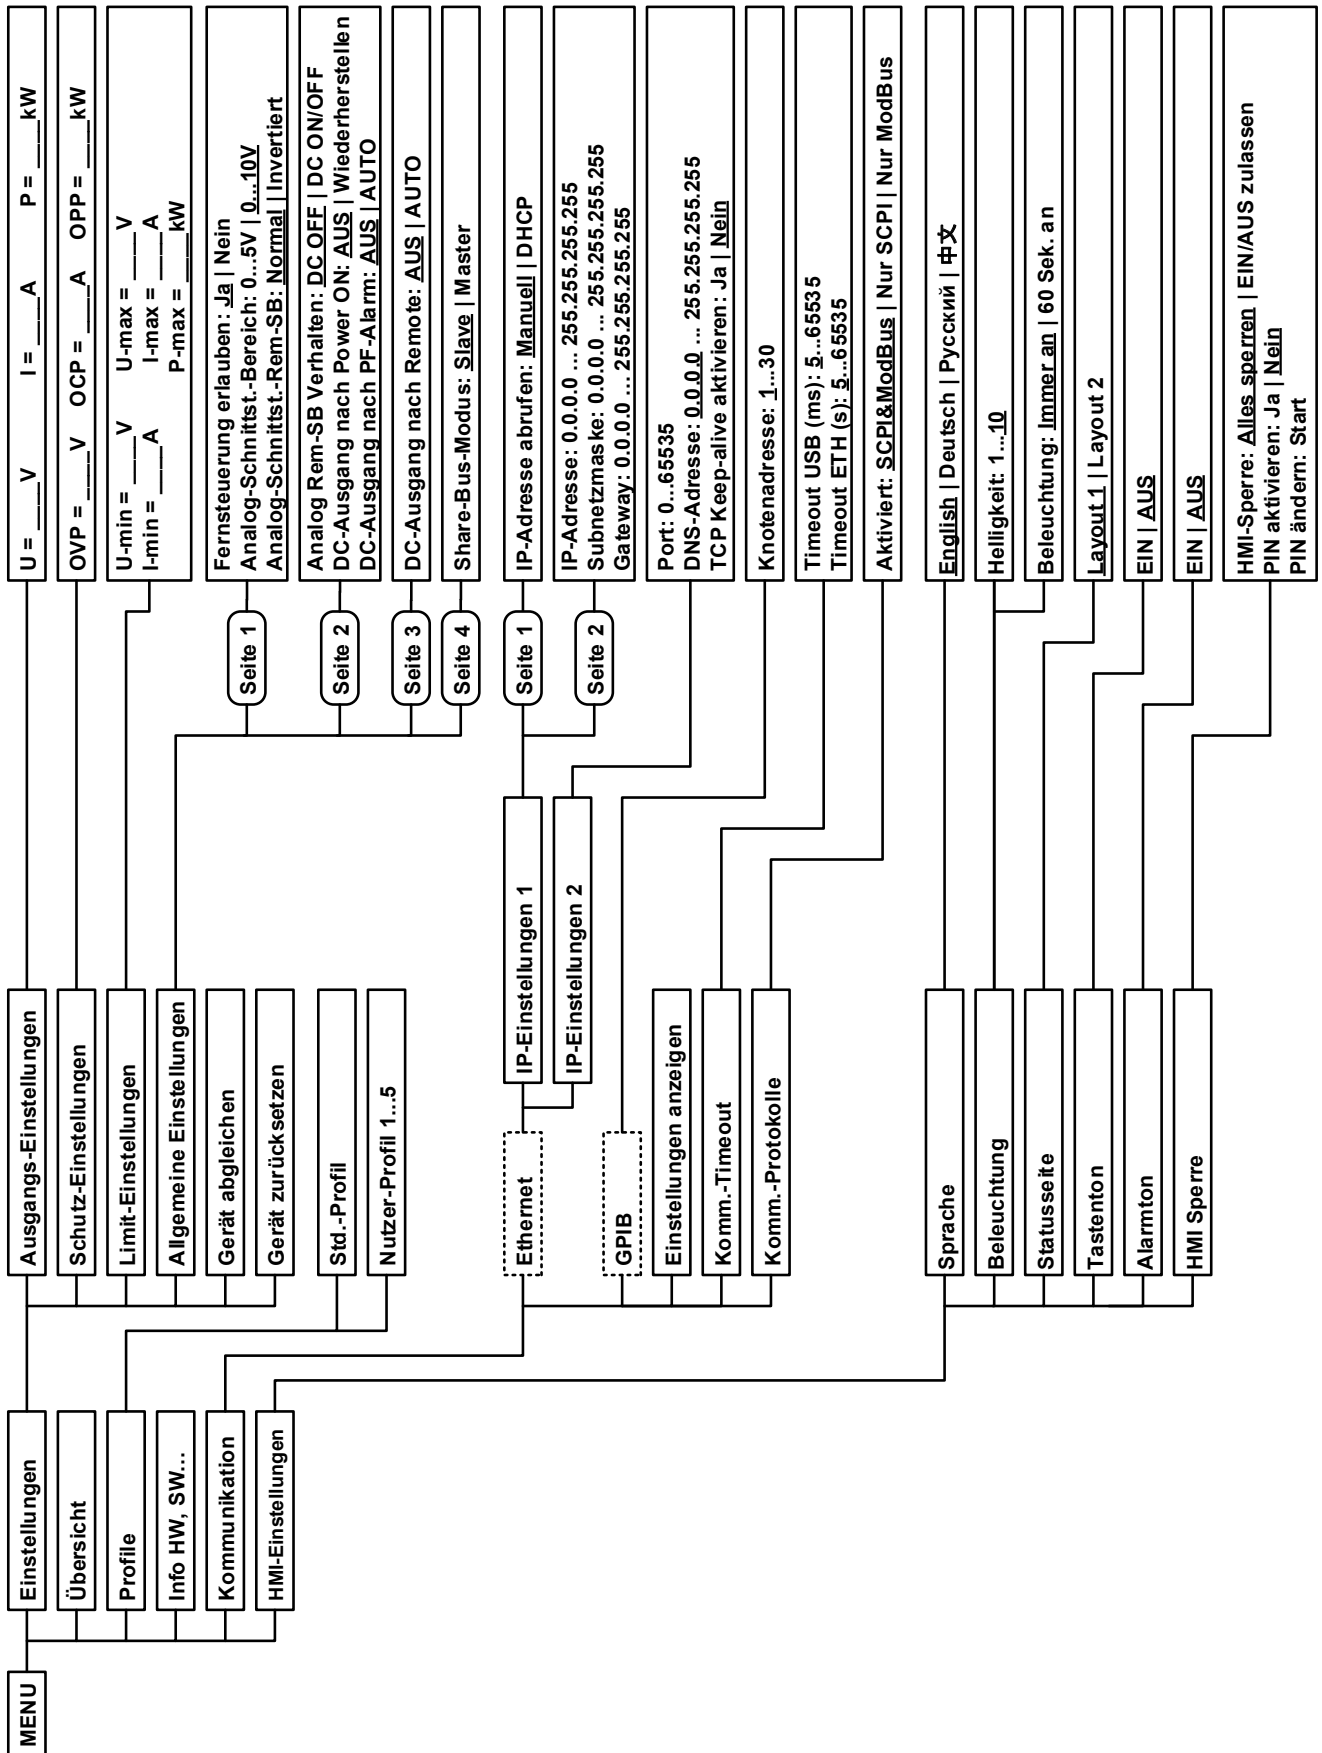 MENU
Einstellungen
Übersicht
Profile
Info HW, SW...
Kommunikation
HMI-Einstellungen
Ausgangs-Einstellungen
Schutz-Einstellungen
Limit-Einstellungen
Allgemeine Einstellungen
Gerät abgleichen
Gerät zurücksetzen
Std.-Profil
Nutzer-Profil 1...5
Ethernet
GPIB
Einstellungen anzeigen
Komm.-Timeout
Komm.-Protokolle
Sprache
Beleuchtung
Statusseite
Tastenton
Alarmton
HMI Sperre
IP-Einstellungen 1
IP-Einstellungen 2
Seite 1
Seite 2
Seite 3
Seite 4
Seite 1
Seite 2
U = ____V I = ____A P = ____kW
OVP = ____V OCP = ____A OPP = ____kW
U-min = ____V U-max = ____V
I-min = ____A I-max = ____A
P-max = ____kW
Fernsteuerung erlauben: Ja | Nein
Analog-Schnittst.-Bereich: 0...5V | 0...10V
Analog-Schnittst.-Rem-SB: Normal | Invertiert
Analog Rem-SB Verhalten: DC OFF | DC ON/OFF
DC-Ausgang nach Power ON: AUS | Wiederherstellen
DC-Ausgang nach PF-Alarm: AUS | AUTO
DC-Ausgang nach Remote: AUS | AUTO
Share-Bus-Modus: Slave | Master
IP-Adresse abrufen: Manuell | DHCP
IP-Adresse: 0.0.0.0 ... 255.255.255.255
Subnetzmaske: 0.0.0.0 ... 255.255.255.255
Gateway: 0.0.0.0 ... 255.255.255.255
Port: 0...65535
DNS-Adresse: 0.0.0.0 ... 255.255.255.255
TCP Keep-alive aktivieren: Ja | Nein
Knotenadresse: 1...30
Timeout USB (ms): 5...65535
Timeout ETH (s): 5...65535
Aktiviert: SCPI&ModBus | Nur SCPI | Nur ModBus
English | Deutsch | Русский | 中文
Helligkeit: 1...10
Beleuchtung: Immer an | 60 Sek. an
Layout 1 | Layout 2
EIN | AUS
EIN | AUS
HMI-Sperre: Alles sperren | EIN/AUS zulassen
PIN aktivieren: Ja | Nein
PIN ändern: Start